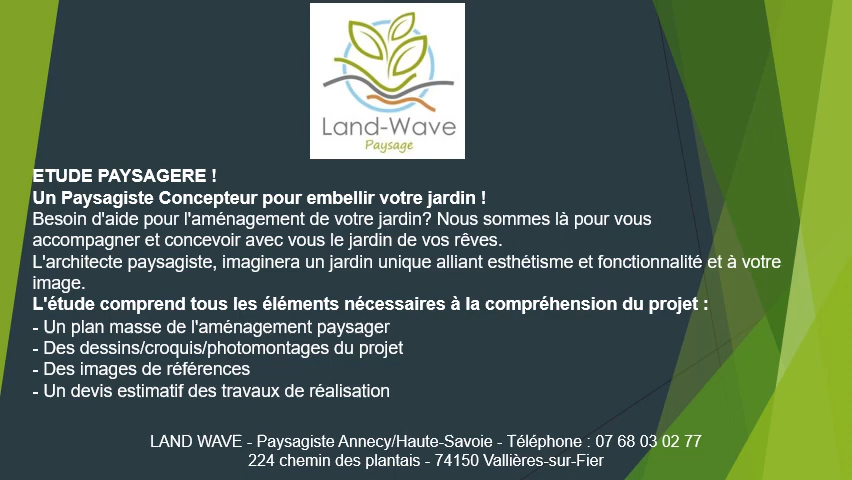 Land-Wave
Paysage
ETUDE PAYSAGERE !
Un Paysagiste Concepteur pour embellir votre jardin !
Besoin d'aide pour l'aménagement de votre jardin? Nous sommes là pour vous
accompagner et concevoir avec vous le jardin de vos rêves.
L'architecte paysagiste, imaginera un jardin unique alliant esthétisme et fonctionnalité et à votre
image.
L'étude comprend tous les éléments nécessaires à la compréhension du projet :
- Un plan masse de l'aménagement paysager
- Des dessins/croquis/photomontages du projet
- Des images de références
- Un devis estimatif des travaux de réalisation
LAND WAVE - Paysagiste Annecy/Haute-Savoie - Téléphone : 07 68 03 02 77
224 chemin des plantais - 74150 Vallières-sur-Fier